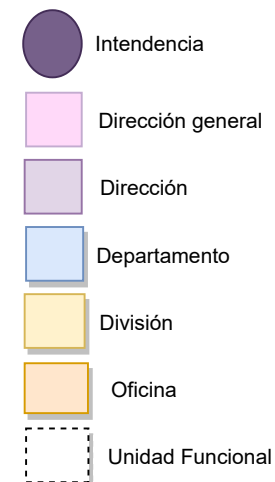 Intendencia
Dirección general
Dirección
Departamento
División
Oficina
Unidad Funcional